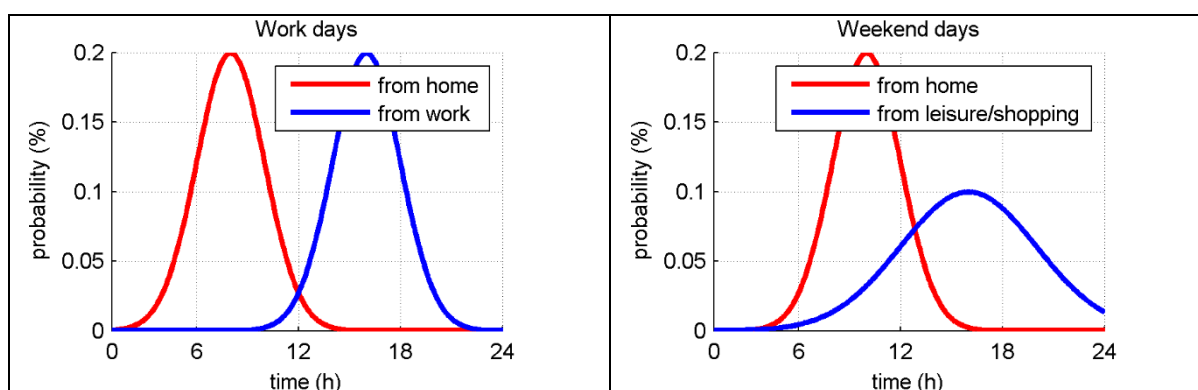 Work days
0.2
0.15
0.1
0.05
0
probability (%)
from home
from work
0 6 12 18 24
time (h)
Weekend days
0.2
0.15
0.1
0.05
0
probability (%)
from home
from leisure/shopping
0 6 12 18 24
time (h)